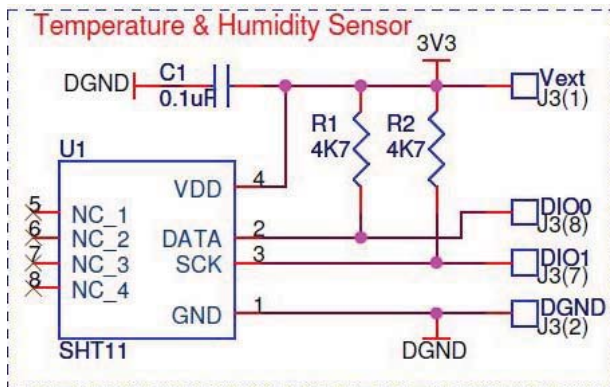 Temperature & Humidity Sensor
3V3
DGND
C1
0.1uF
Vext
J3(1)
R1
4K7
R2
4K7
U1
VDD
4
5
NC_1
6
NC_2
7
NC_3
8
NC_4
DATA
2
SCK
3
GND
1
DIO0
J3(8)
DIO1
J3(7)
DGND
J3(2)
SHT11
DGND